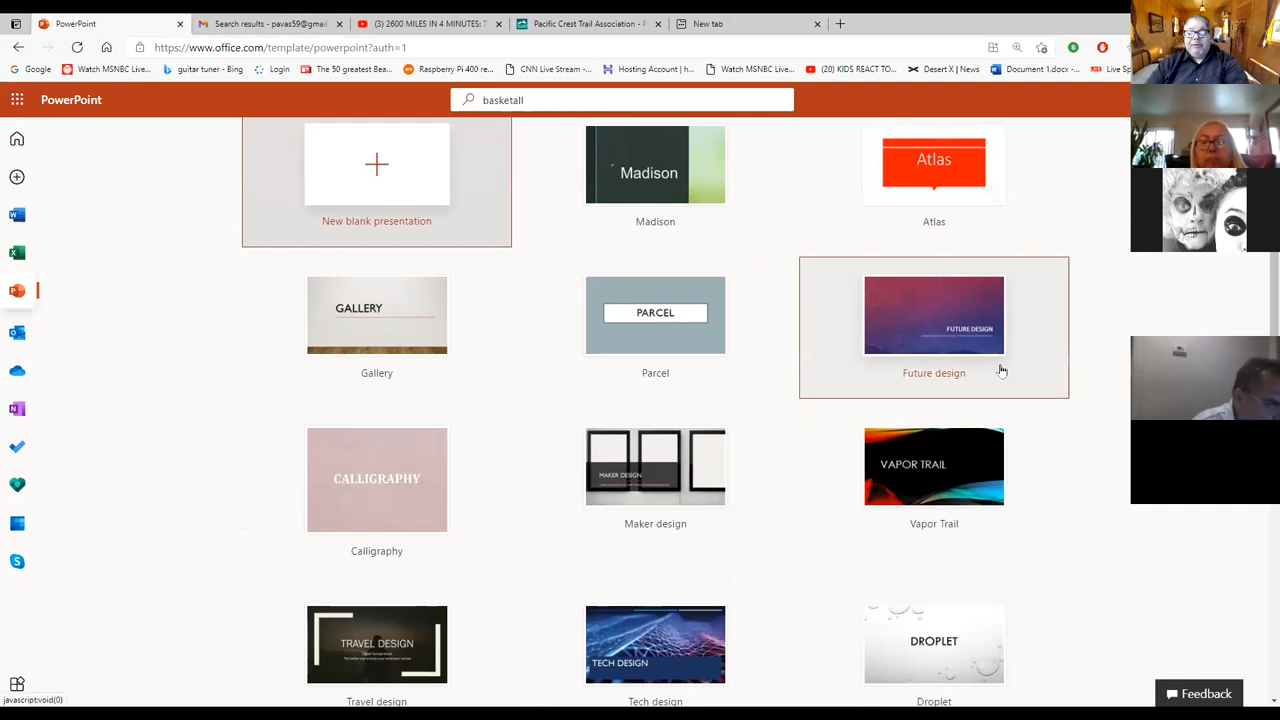 PowerPoint
Search results - pavas59@gmail.
(3) 2600 MILES IN 4 MINUTES: T
Pacific Crest Trail Association - P
New tab
https://www.office.com/template/powerpoint?auth=1
Google
Watch MSNBC Live...
guitar tuner - Bing
Login
The 50 greatest Bea...
Raspberry Pi 400 re...
CNN Live Stream -...
Hosting Account | h...
Watch MSNBC Live...
(20) KIDS REACT TO...
Desert X | News
Document 1.docx -...
Live Sp
PowerPoint
basketall
New blank presentation
Madison
Madison
Atlas
Atlas
GALLERY
Gallery
PARCEL
Parcel
FUTURE DESIGN
Future design
CALLIGRAPHY
Calligraphy
MAKER DESIGN
Maker design
VAPOR TRAIL
Vapor Trail
TRAVEL DESIGN
Travel design
TECH DESIGN
Tech design
DROPLET
Droplet
javascript:void(0)
Feedback